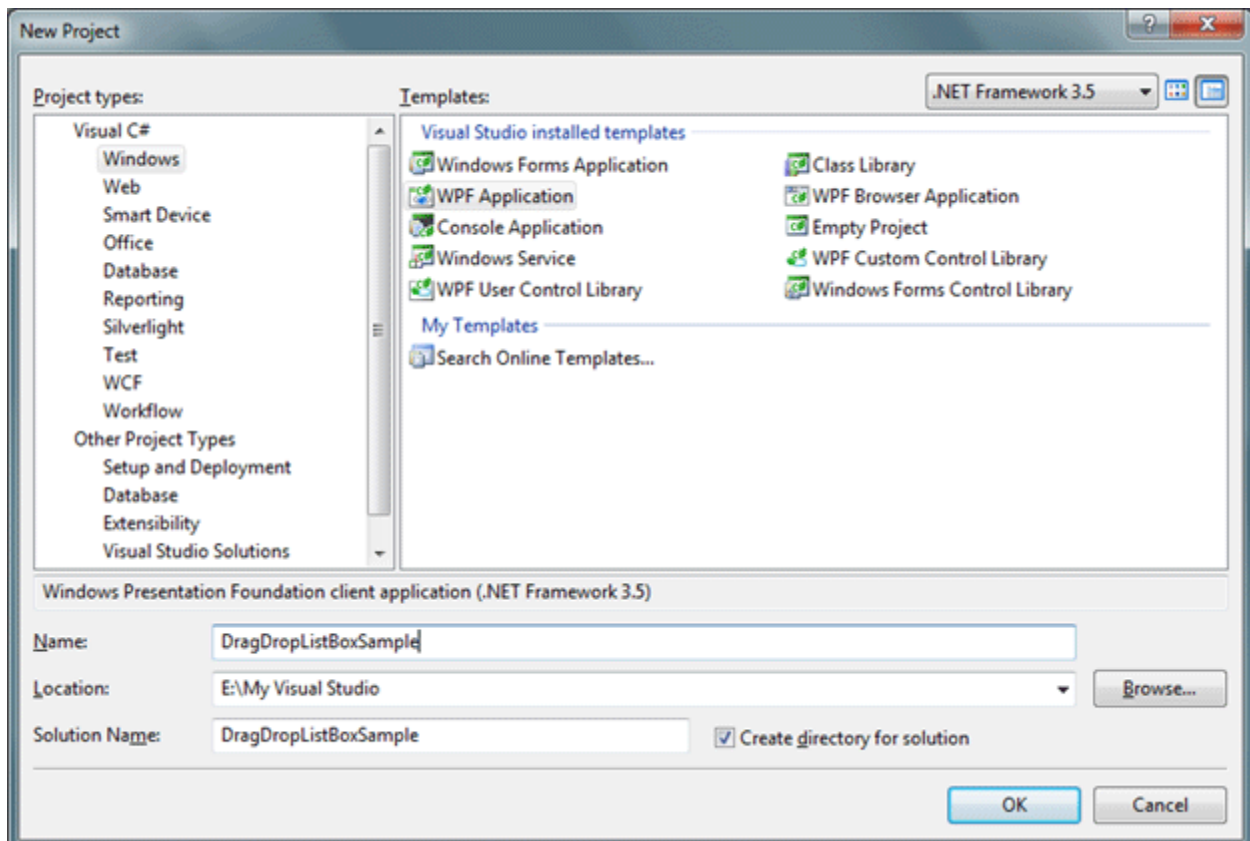 New Project
Project types:
Templates:
.NET Framework 3.5
Visual C#
Windows
Web
Smart Device
Office
Database
Reporting
Silverlight
Test
WCF
Workflow
Other Project Types
Setup and Deployment
Database
Extensibility
Visual Studio Solutions
Visual Studio installed templates
Windows Forms Application
Class Library
WPF Application
WPF Browser Application
Console Application
Empty Project
Windows Service
WPF Custom Control Library
WPF User Control Library
Windows Forms Control Library
My Templates
Search Online Templates...
Windows Presentation Foundation client application (.NET Framework 3.5)
Name:
DragDropListBoxSample
Location:
E:\My Visual Studio
Browse...
Solution Name:
DragDropListBoxSample
Create directory for solution
OK
Cancel